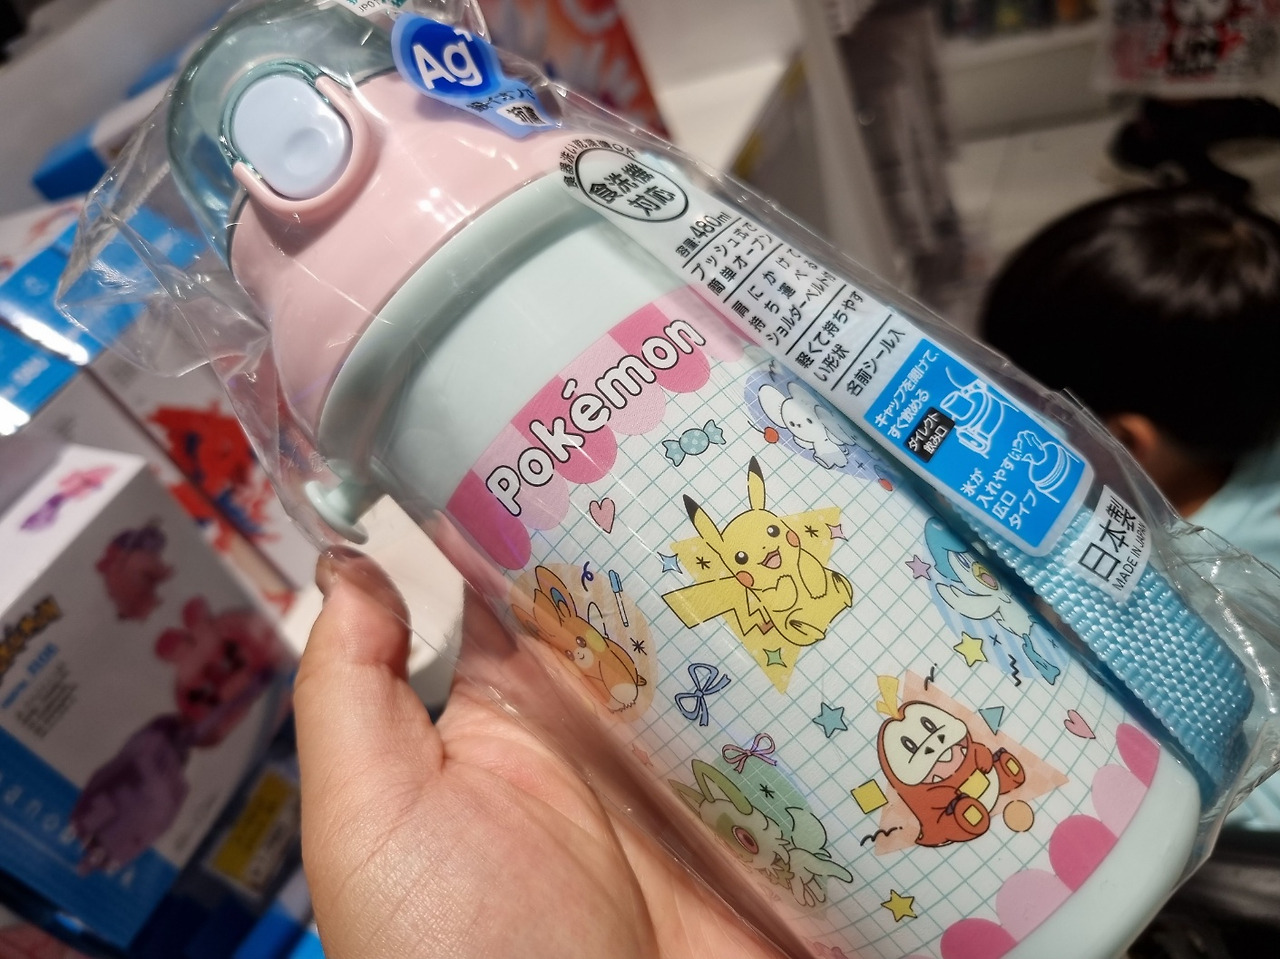 Ag+
抗菌
食洗機
対応
容量:480ml
プッシュ式で
簡単オープン
肩にかけて
持ち運べる
ショルダーベルト付
軽くて持ちやす
い形状
名前シール入
キャップを開けて、
すぐ飲める
ダイレクト
飲み口
氷が
入れやすい
広口
タイプ
日本製
MADE IN JAPAN
Pokémon